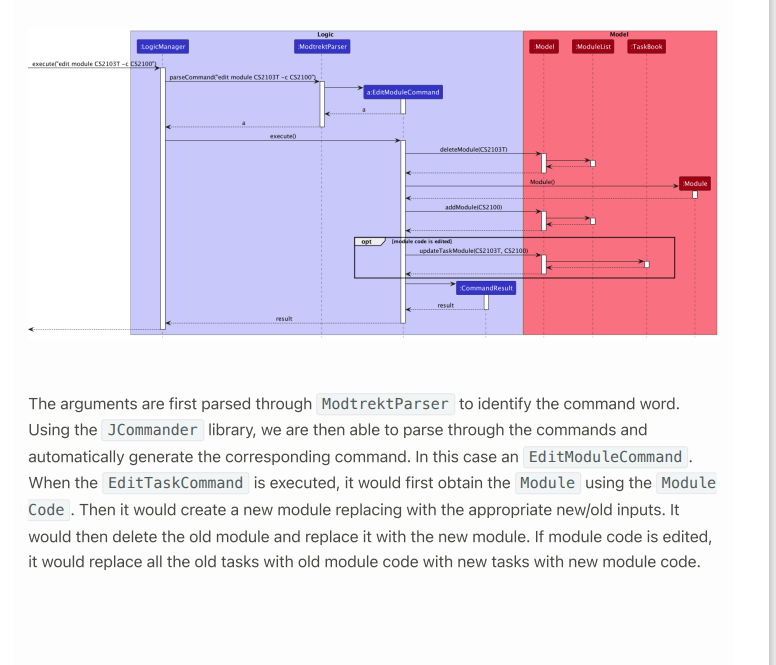 Logic
Model
:LogicManager
:ModtrektParser
:Model
:ModuleList
:TaskBook
execute("edit module CS2103T -c CS2100")
parseCommand("edit module CS2103T -c CS2100")
a:EditModuleCommand
a
a
execute()
deleteModule(CS2103T)
Module()
:Module
addModule(CS2100)
opt
[module code is edited]
updateTaskModule(CS2103T, CS2100)
:CommandResult
result
result
The arguments are first parsed through ModtrektParser to identify the command word.
Using the JCommander library, we are then able to parse through the commands and
automatically generate the corresponding command. In this case an EditModuleCommand .
When the EditTaskCommand is executed, it would first obtain the Module using the Module
Code . Then it would create a new module replacing with the appropriate new/old inputs. It
would then delete the old module and replace it with the new module. If module code is edited,
it would replace all the old tasks with old module code with new tasks with new module code.